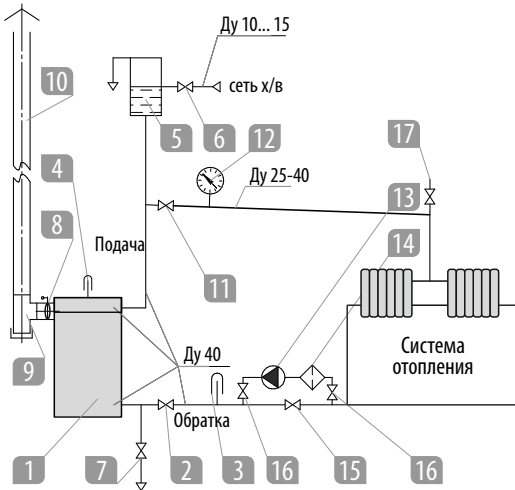 Ду 10... 15
10
сеть х/в
5
6
12
17
4
Ду 25-40
13
8
14
Подача
11
Система
отопления
9
Ду 40
Обратка
1
7
2
3
16
15
16